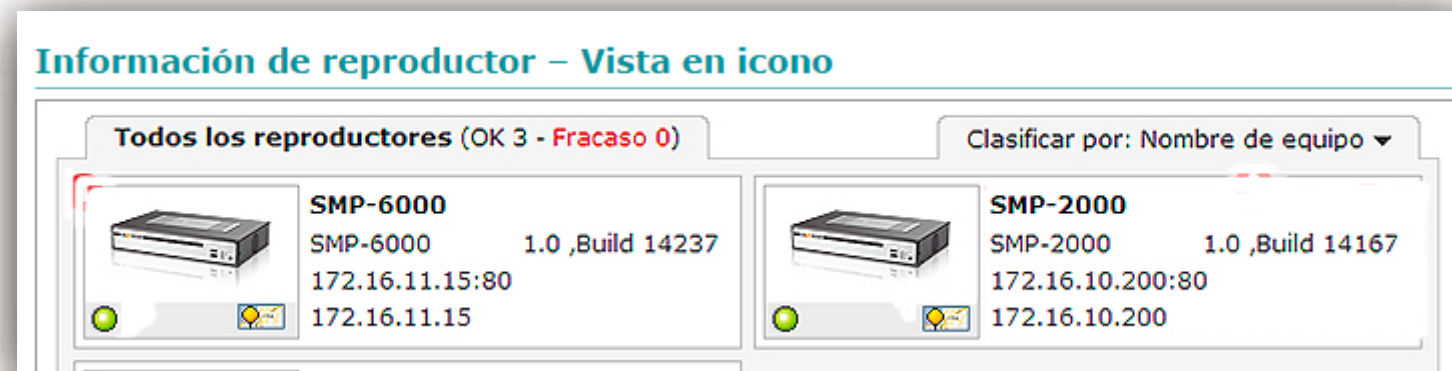 Información de reproductor – Vista en icono
Todos los reproductores (OK 3 - Fracaso 0)
Clasificar por: Nombre de equipo
SMP-6000
SMP-6000 1.0 ,Build 14237
172.16.11.15:80
172.16.11.15
SMP-2000
SMP-2000 1.0 ,Build 14167
172.16.10.200:80
172.16.10.200